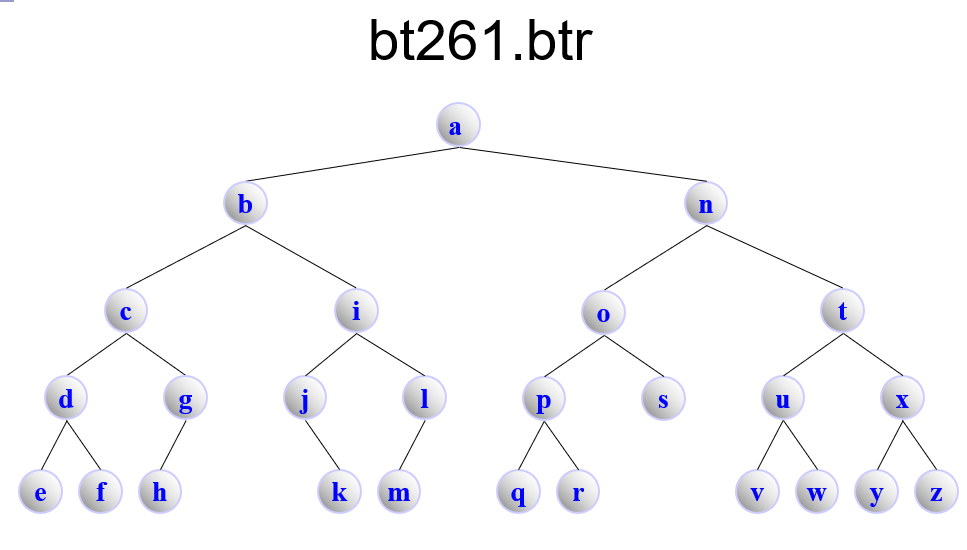 bt261.btr
a
b n
c i o t
d g j l p s u x
e f h k m q r v w y z